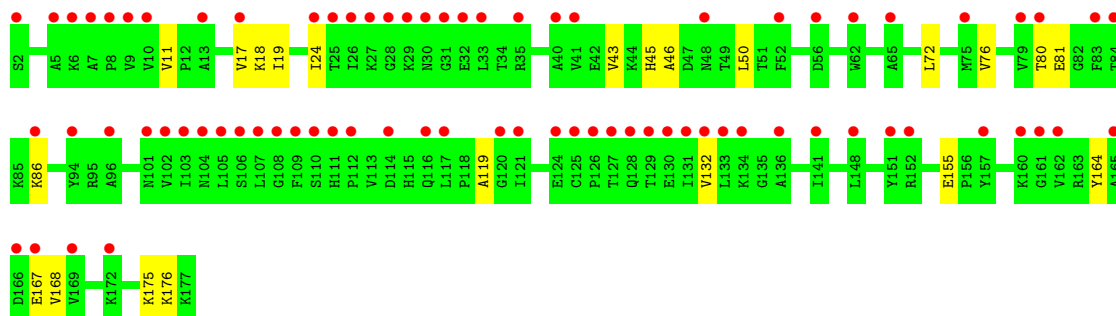 S2 A5 K6 A7 P8 V9 V10 V11 P12 A13 V17 K18 I19 I24 T25 I26 K27 G28 K29 N30 G31 E32 L33 T34 R35 A40 V41 E42 V43 K44 H45 A46 D47 N48 T49 L50 T51 F52 D56 W62 A65 L72 M75 V76 V79 T80 E81 G82 F83 T84
K85 K86 Y94 R95 A96 N101 V102 I103 N104 L105 S106 L107 G108 F109 S110 H111 P112 V113 D114 H115 Q116 L117 P118 A119 G120 I121 E124 C125 P126 T127 Q128 T129 E130 I131 V132 L133 K134 G135 A136 I141 L148 Y151 R152 E155 P156 Y157 K160 G161 V162 R163 Y164 A165
D166 E167 V168 V169 K172 K175 K176 K177